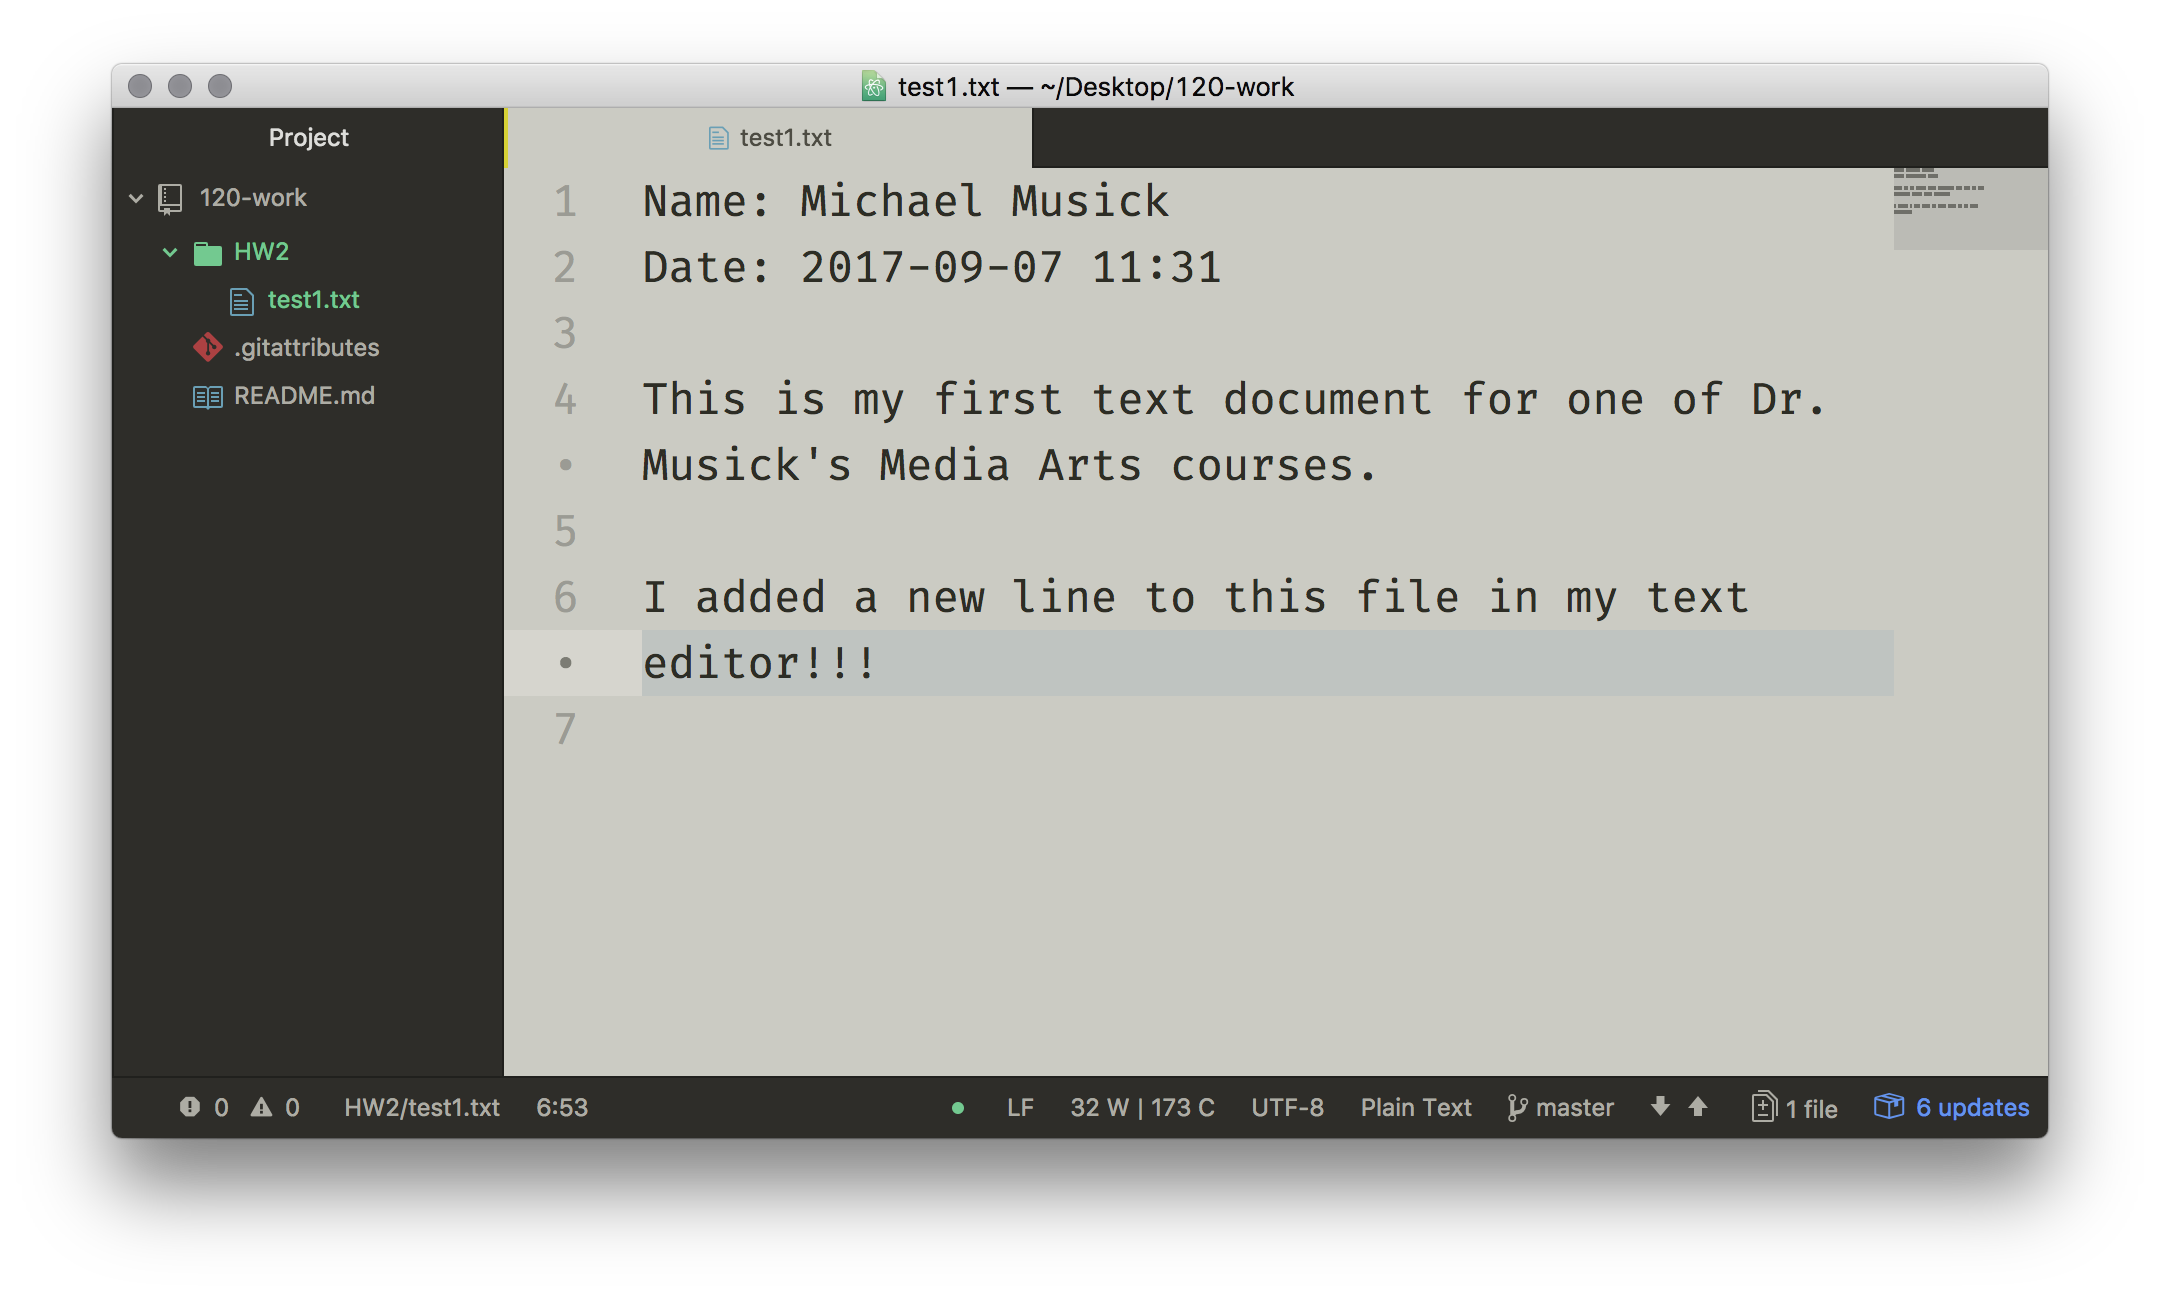 test1.txt — ~/Desktop/120-work
Project
120-work
HW2
test1.txt
.gitattributes
README.md
test1.txt
1 Name: Michael Musick
2 Date: 2017-09-07 11:31
3
4 This is my first text document for one of Dr.
• Musick's Media Arts courses.
5
6 I added a new line to this file in my text
• editor!!!
7
0 0 HW2/test1.txt 6:53 LF 32 W | 173 C UTF-8 Plain Text master 1 file 6 updates